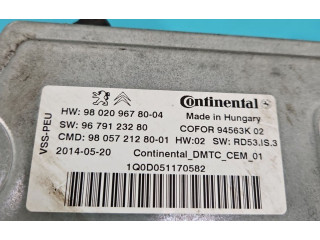 Continental
HW: 98 020 967 80-04
Made in Hungary
SW: 96 791 232 80
COFOR 94563K 02
CMD: 98 057 212 80-01
HW:02 SW: RD53.IS.3
VSS-PEU
2014-05-20
Continental_DMTC_CEM_01
1Q0D051170582